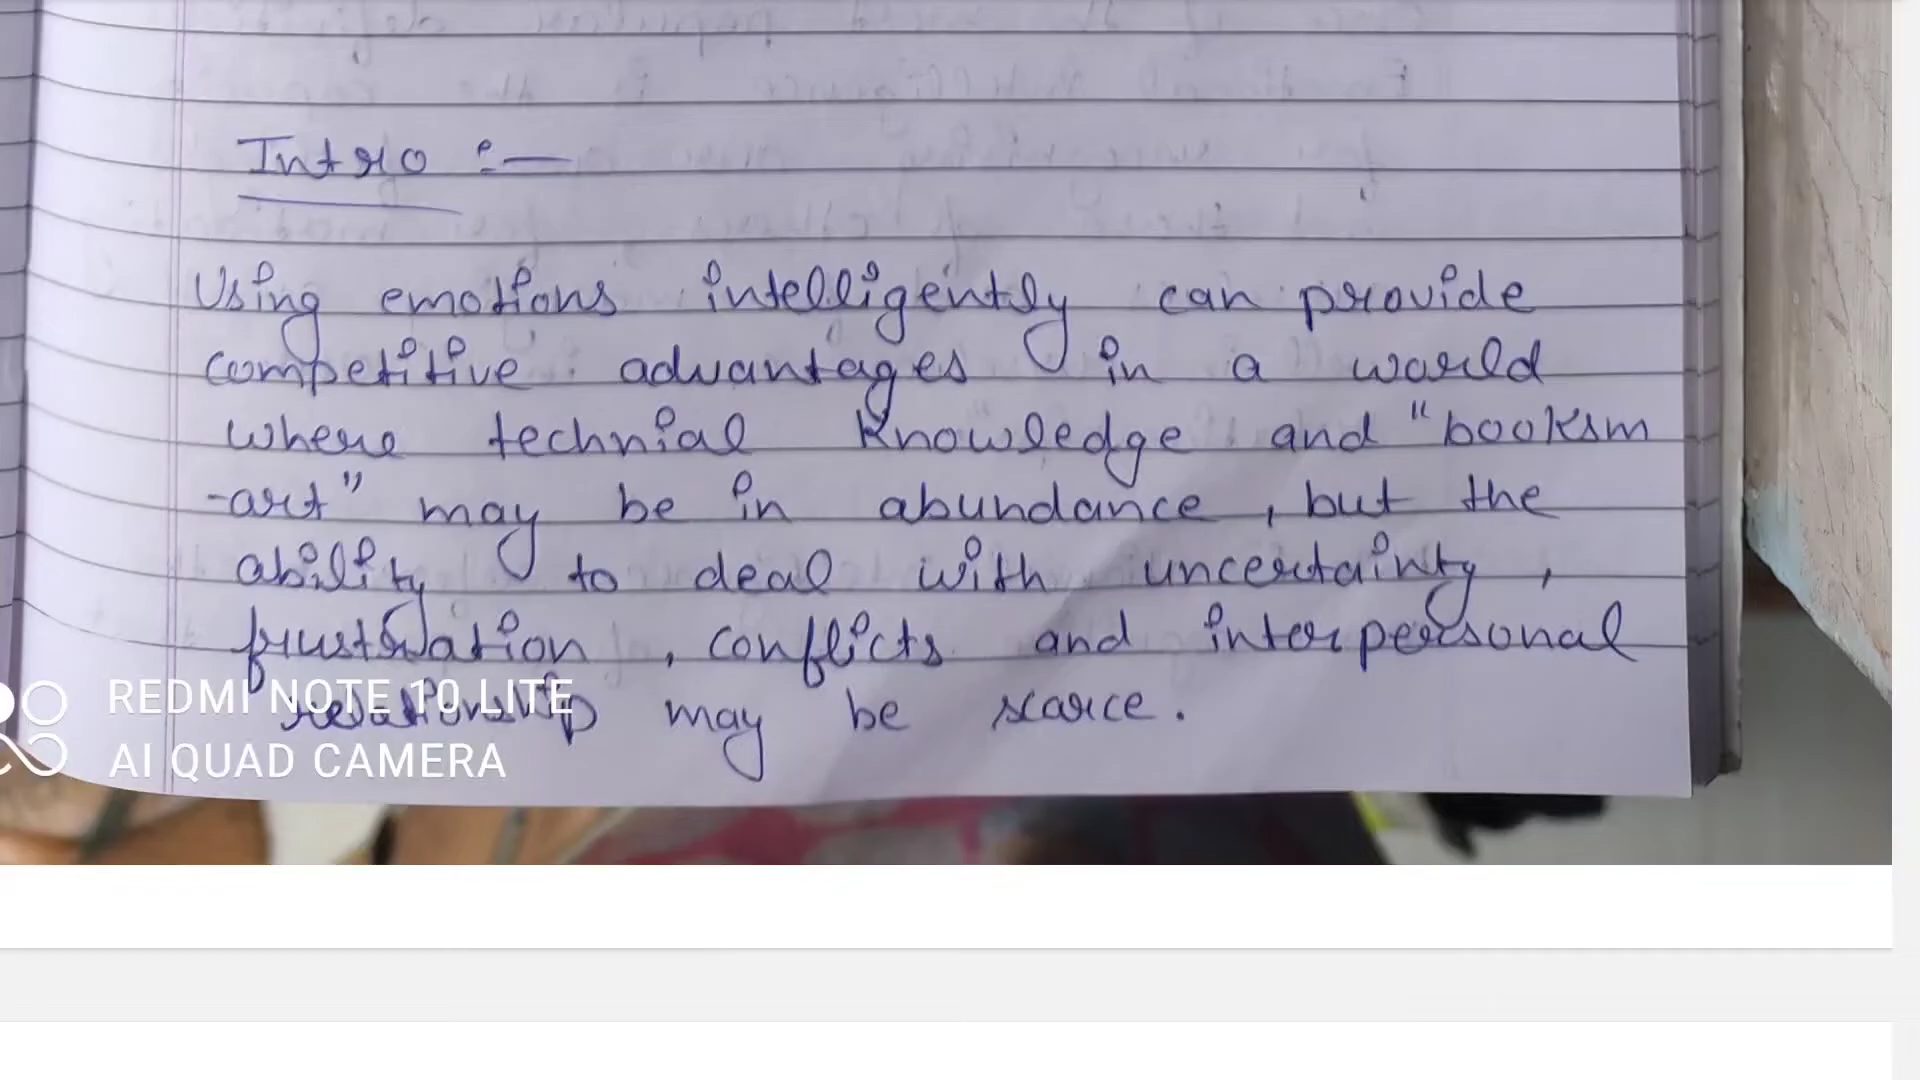 Intro :—
Using emotions intelligently can provide
competitive advantages in a world
where technial knowledge and "booksm
-art" may be in abundance, but the
ability to deal with uncertainty,
frustration, conflicts and interpersonal
relationship may be scarce.
REDMI NOTE 10 LITE
AI QUAD CAMERA